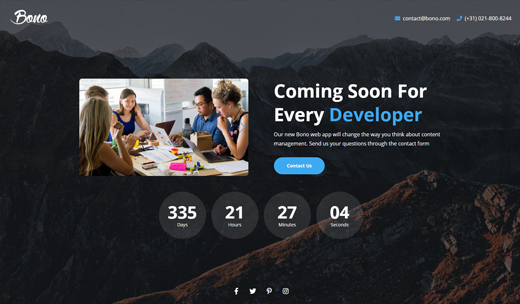 Bono
contact@bono.com (+31) 021-800-8244
Coming Soon For
Every Developer
Our new Bono web app will change the way you think about content
management. Send us your questions through the contact form
Contact Us
335 21 27 04
Days Hours Minutes Seconds